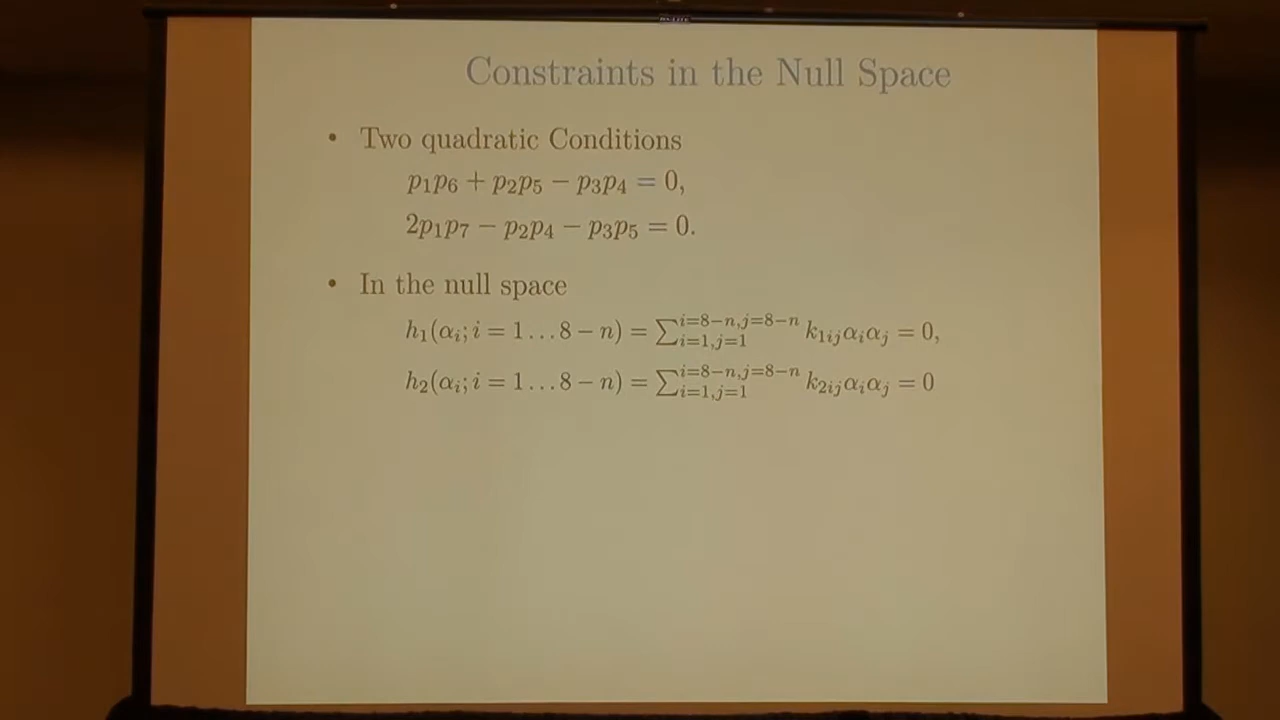 Constraints in the Null Space
• Two quadratic Conditions
p₁p₆ + p₂p₅ − p₃p₄ = 0,
2p₁p₇ − p₂p₄ − p₃p₅ = 0.
• In the null space
h₁(αᵢ; i = 1…8 − n) = ∑_{i=1,j=1}^{i=8−n,j=8−n} k₁ᵢⱼαᵢαⱼ = 0,
h₂(αᵢ; i = 1…8 − n) = ∑_{i=1,j=1}^{i=8−n,j=8−n} k₂ᵢⱼαᵢαⱼ = 0